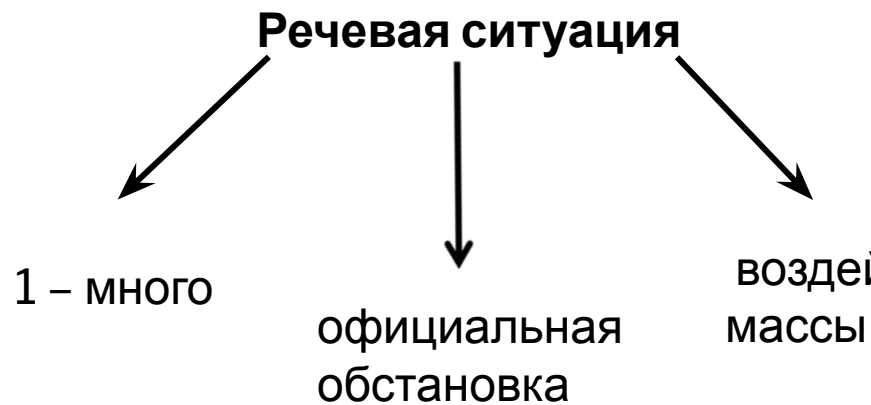 Речевая ситуация
1 – много
официальная
обстановка
массы